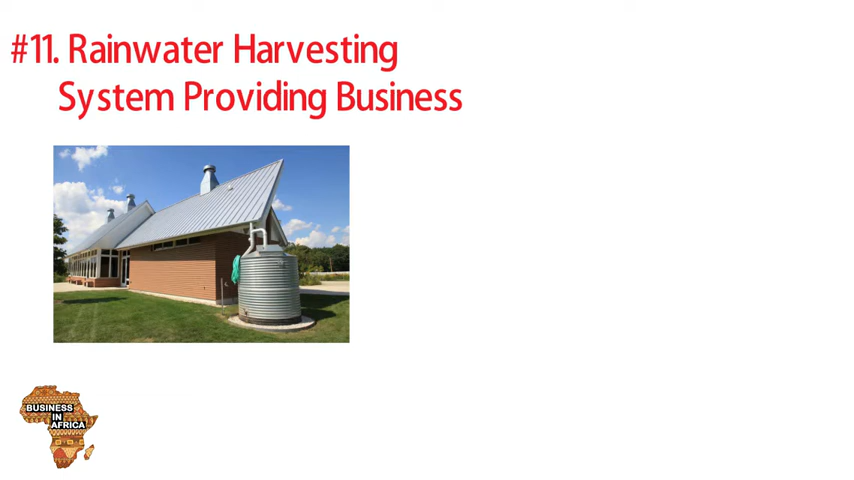 #11. Rainwater Harvesting
System Providing Business
BUSINESS
IN
AFRICA